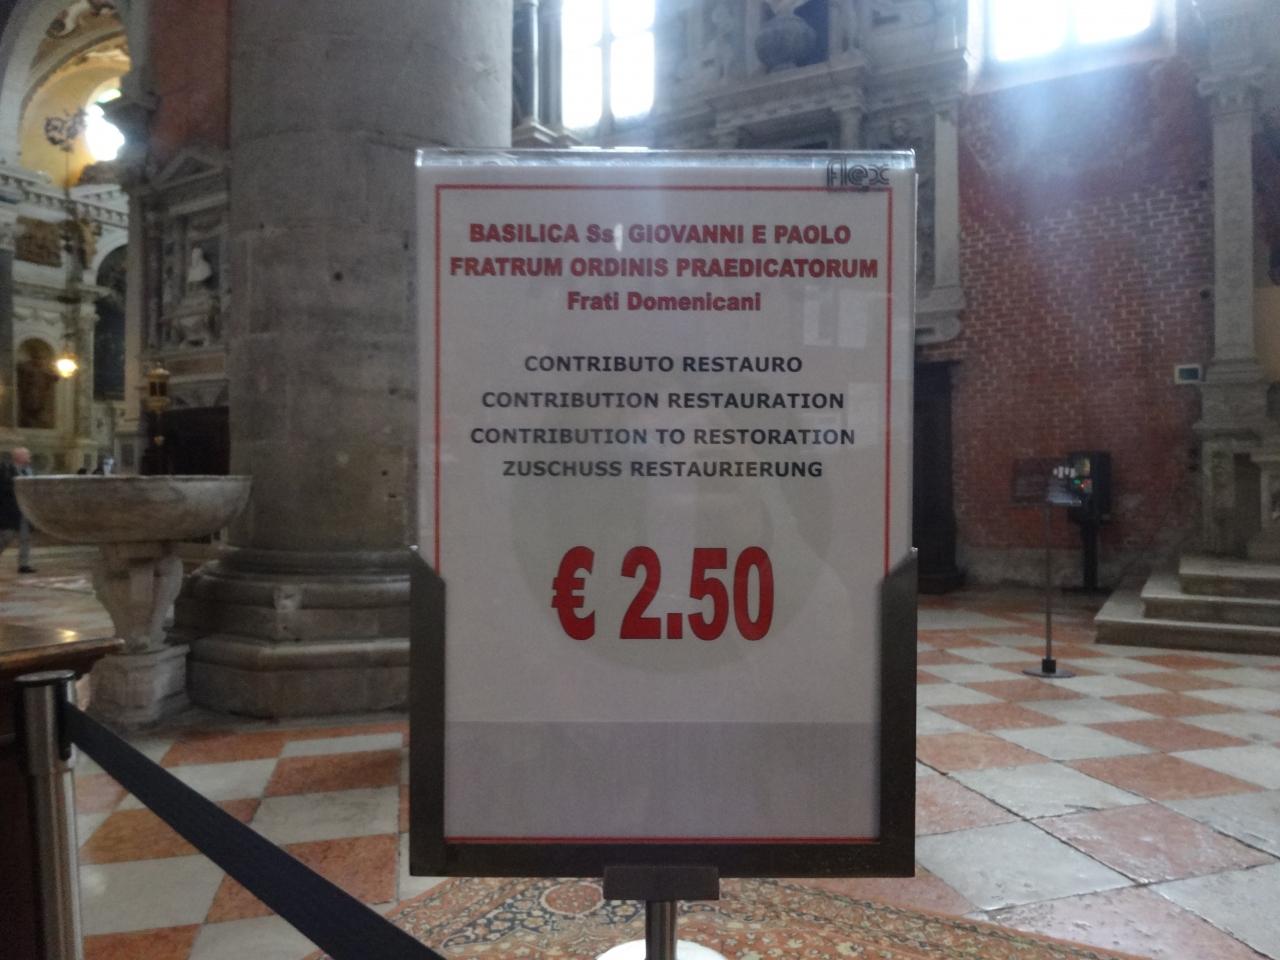 flex
BASILICA Ss. GIOVANNI E PAOLO
FRATRUM ORDINIS PRAEDICATORUM
Frati Domenicani
CONTRIBUTO RESTAURO
CONTRIBUTION RESTAURATION
CONTRIBUTION TO RESTORATION
ZUSCHUSS RESTAURIERUNG
€ 2.50